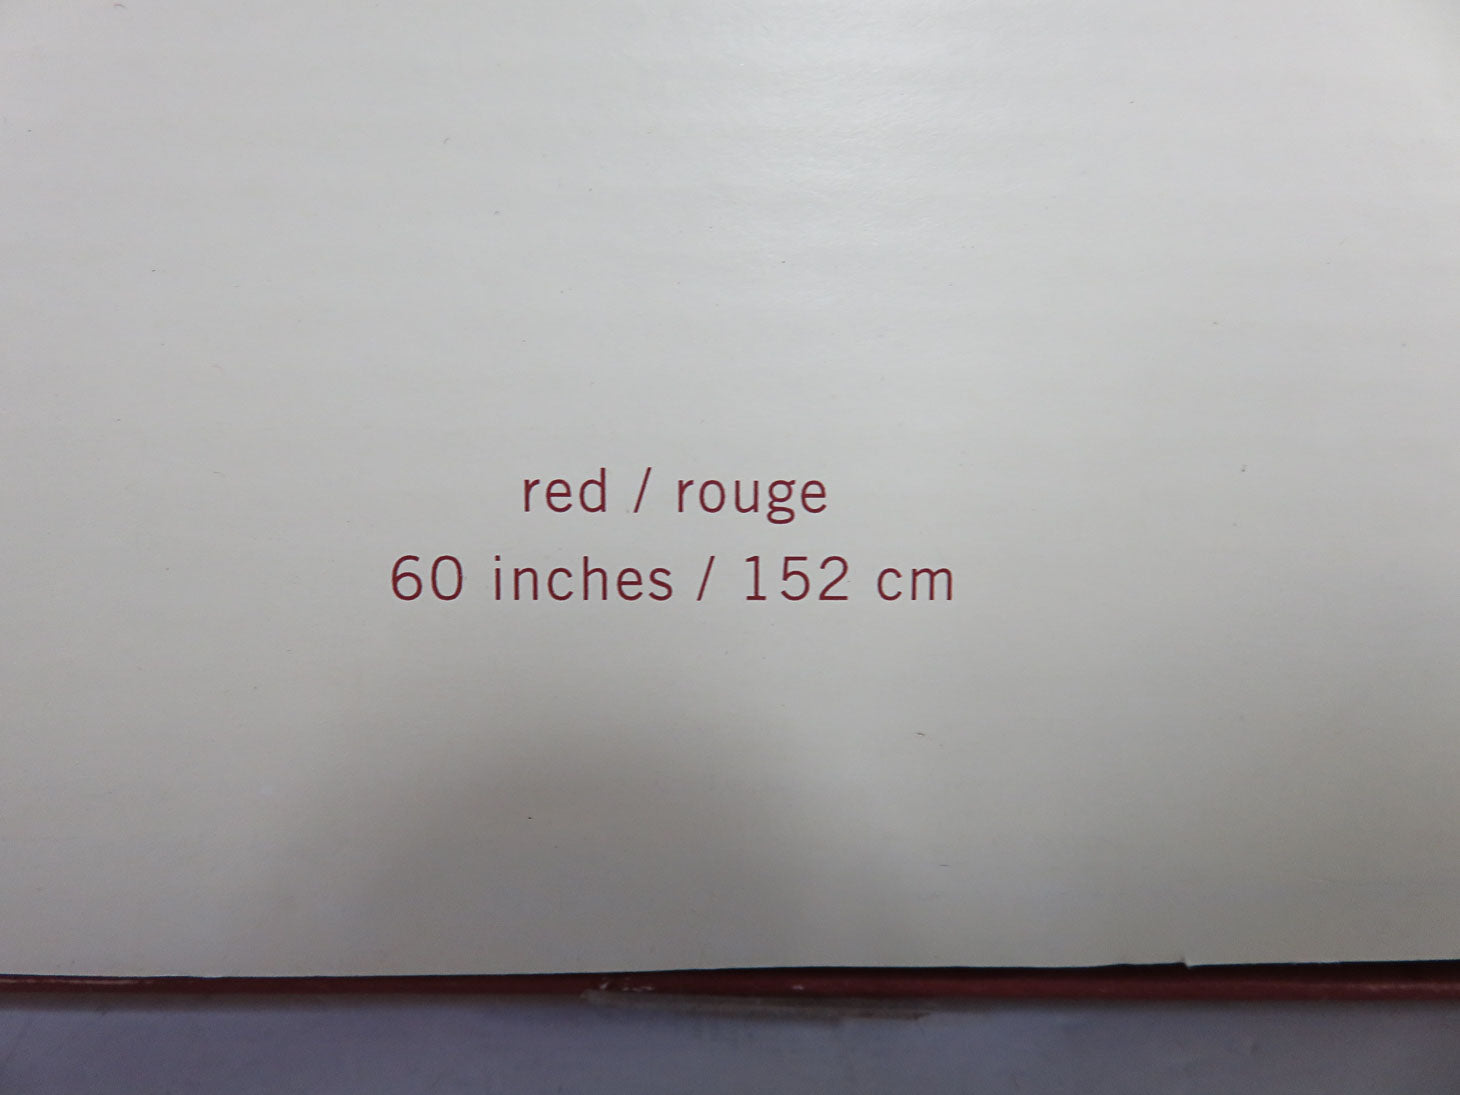 red / rouge
60 inches / 152 cm